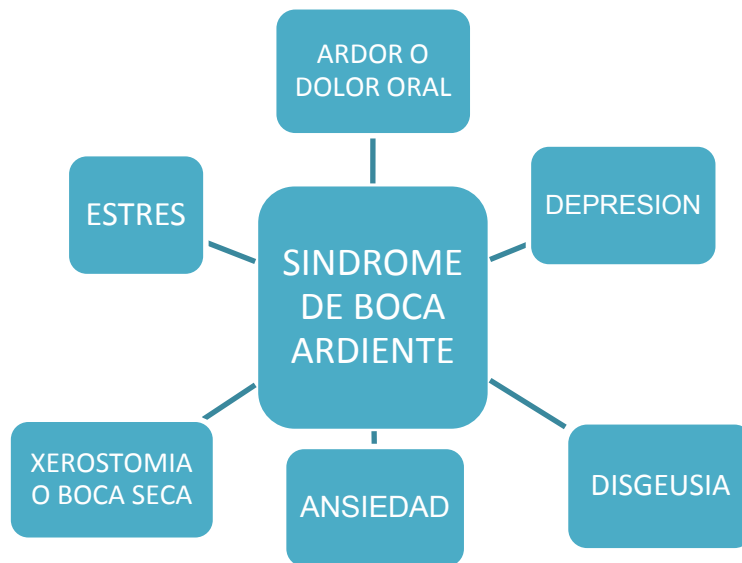 ARDOR O
DOLOR ORAL
ESTRES
DEPRESION
SINDROME
DE BOCA
ARDIENTE
XEROSTOMIA
O BOCA SECA
ANSIEDAD
DISGEUSIA